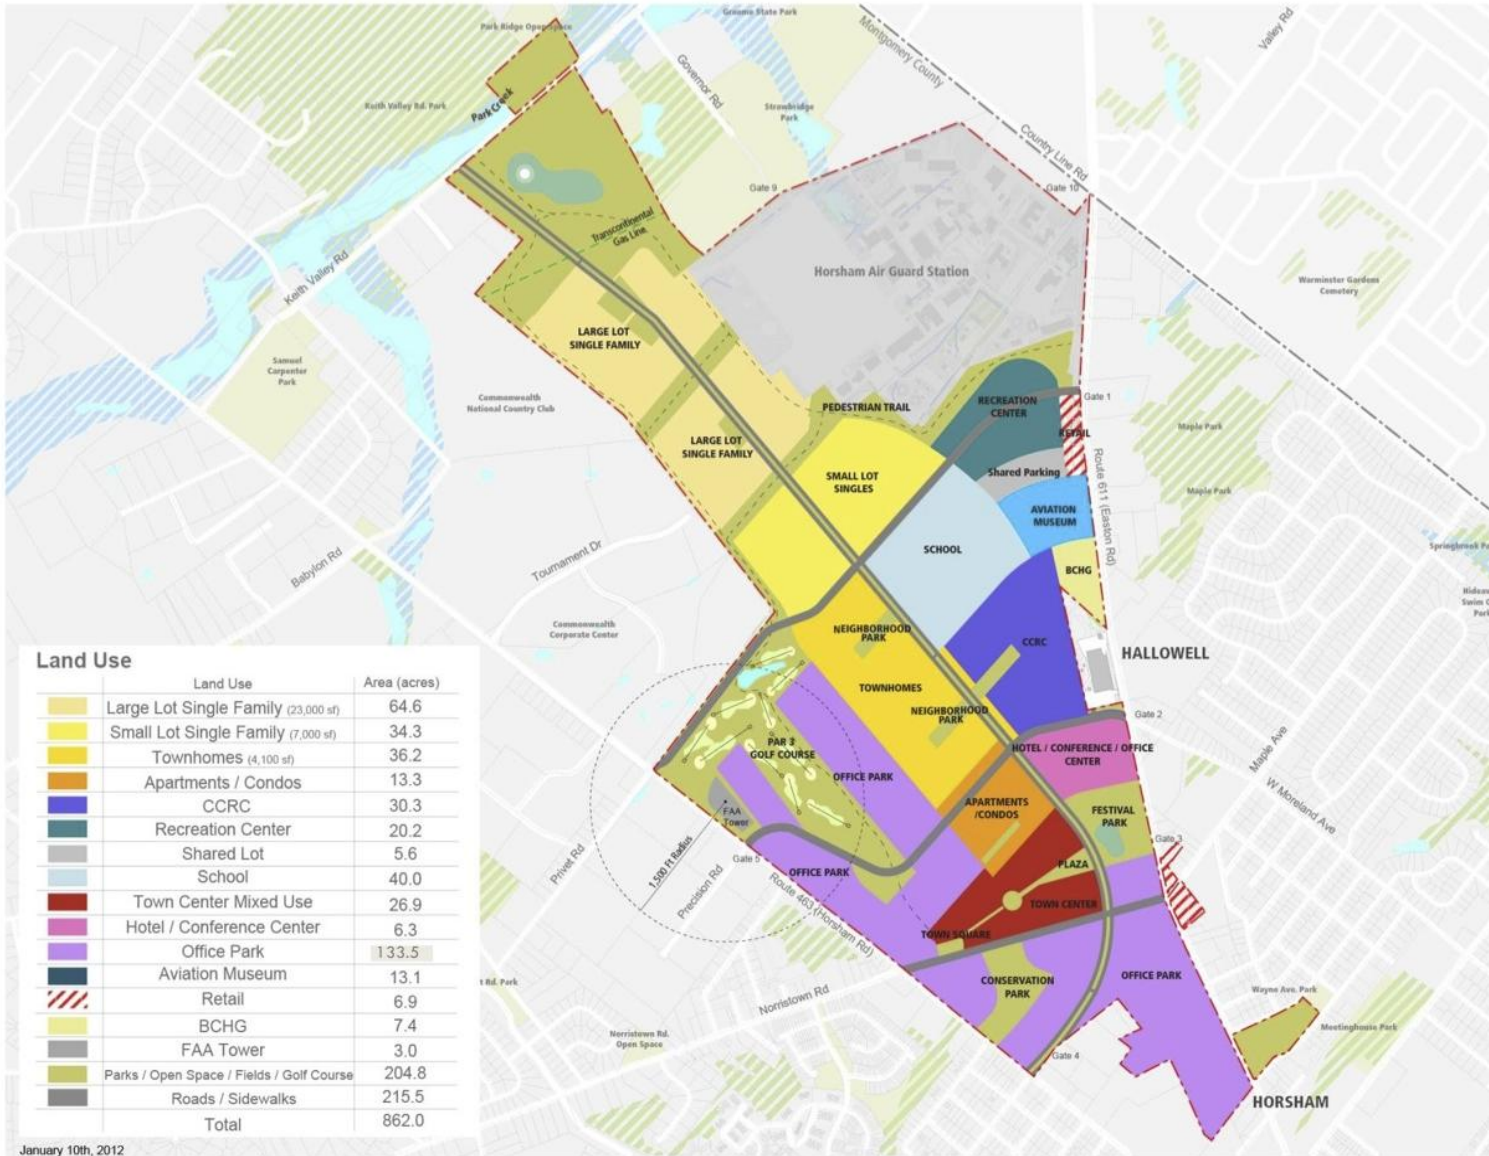 Graeme State Park
Park Ridge Open Space
Montgomery County
Valley Rd
Governor Rd
Keith Valley Rd. Park
Park Creek
Strawbridge
Park
Country Line Rd
Gate 9
Gate 10
Transcontinental
Gas Line
Horsham Air Guard Station
Keith Valley Rd
Warminster Gardens
Cemetery
LARGE LOT
SINGLE FAMILY
Samuel
Carpenter
Park
Commonwealth
National Country Club
PEDESTRIAN TRAIL
RECREATION
CENTER
Gate 1
RETAIL
Maple Park
LARGE LOT
SINGLE FAMILY
Shared Parking
SMALL LOT
SINGLES
Route 611 (Easton Rd)
Maple Park
AVIATION
MUSEUM
SCHOOL
BCHG
Babylon Rd
Tournament Dr
Commonwealth
Corporate Center
NEIGHBORHOOD
PARK
CCRC
HALLOWELL
TOWNHOMES
NEIGHBORHOOD
PARK
Gate 2
PAR 3
GOLF COURSE
HOTEL / CONFERENCE / OFFICE
CENTER
Maple Ave
W Moreland Ave
OFFICE PARK
APARTMENTS
/CONDOS
FESTIVAL
PARK
FAA
Tower
Gate 3
1,500 Ft Radius
Gate 5
Privet Rd
Precision Rd
OFFICE PARK
PLAZA
Route 463 (Horsham Rd)
TOWN CENTER
TOWN SQUARE
CONSERVATION
PARK
OFFICE PARK
Norristown Rd
Wayne Ave. Park
Meetinghouse Park
Norristown Rd.
Open Space
Gate 4
HORSHAM
Land Use
Land Use Area (acres)
Large Lot Single Family (23,000 sf) 64.6
Small Lot Single Family (7,000 sf) 34.3
Townhomes (4,100 sf) 36.2
Apartments / Condos 13.3
CCRC 30.3
Recreation Center 20.2
Shared Lot 5.6
School 40.0
Town Center Mixed Use 26.9
Hotel / Conference Center 6.3
Office Park 133.5
Aviation Museum 13.1
Retail 6.9
BCHG 7.4
FAA Tower 3.0
Parks / Open Space / Fields / Golf Course 204.8
Roads / Sidewalks 215.5
Total 862.0
January 10th, 2012